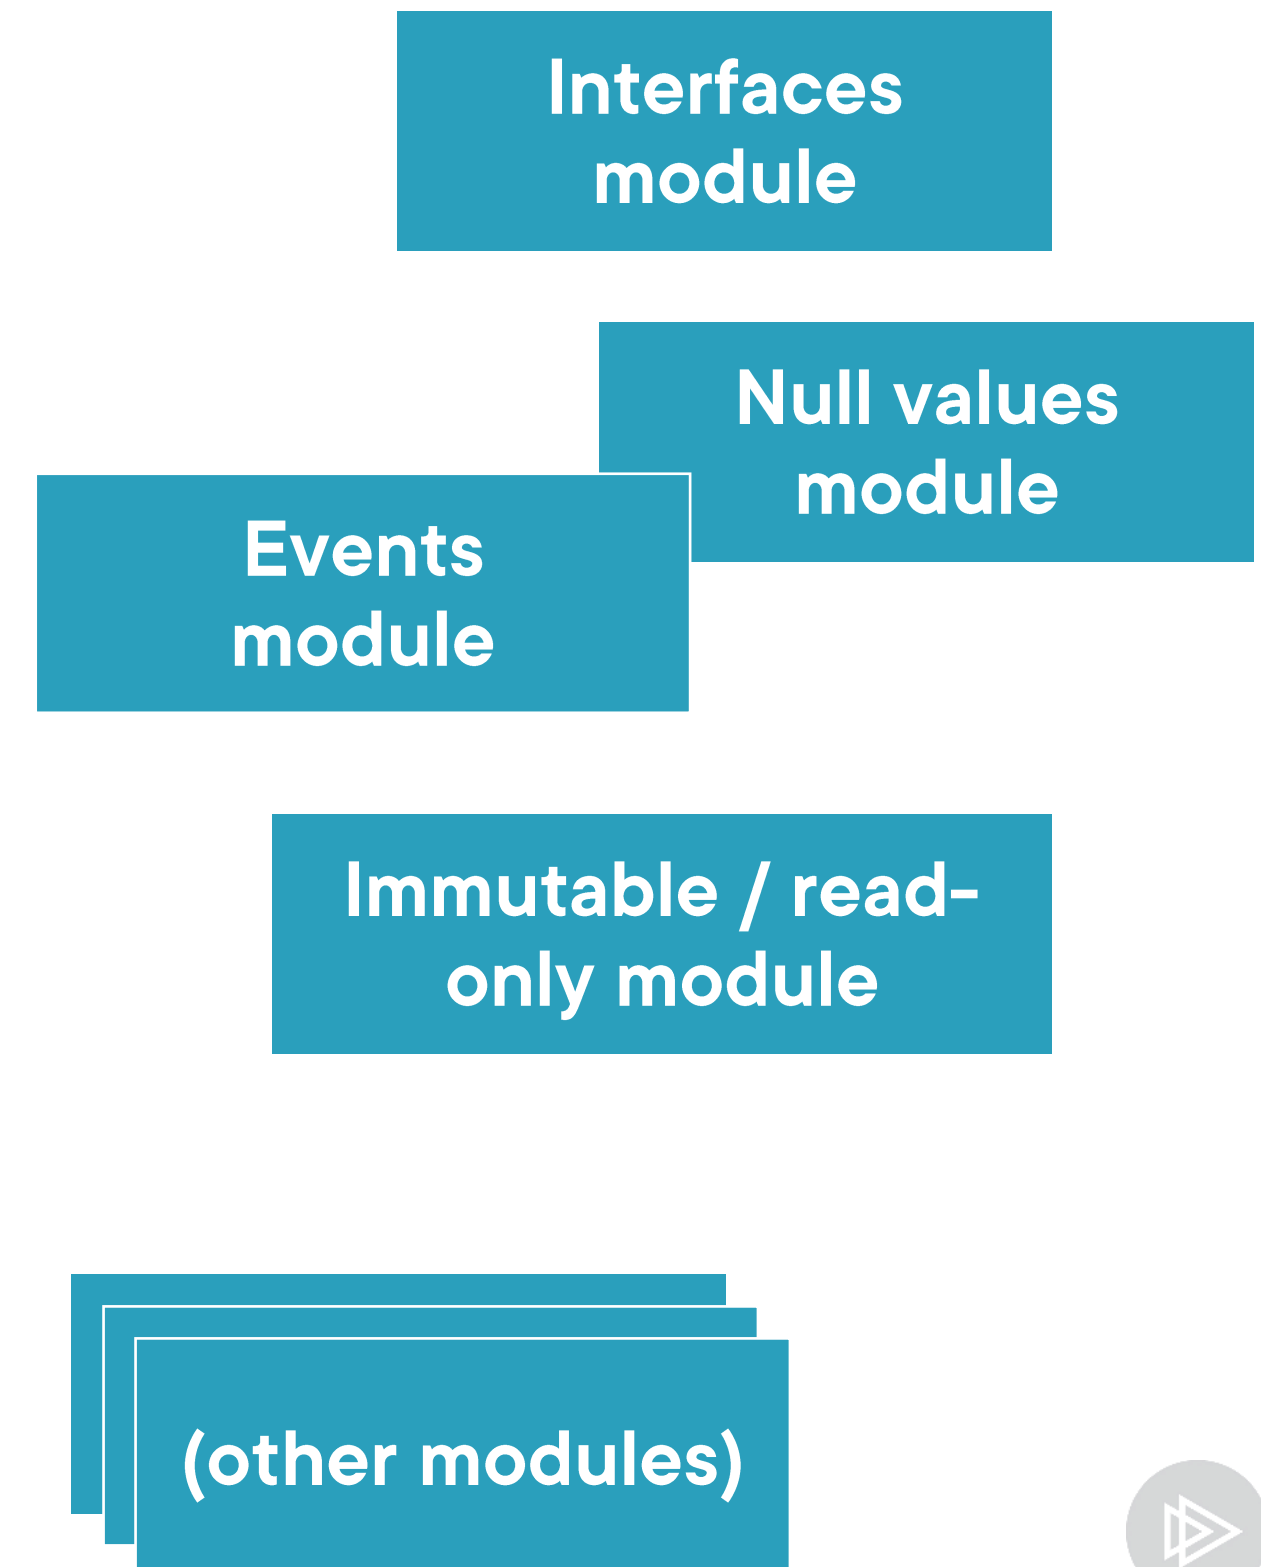 Interfaces
module
Null values
module
Events
module
Immutable / read-
only module
(other modules)